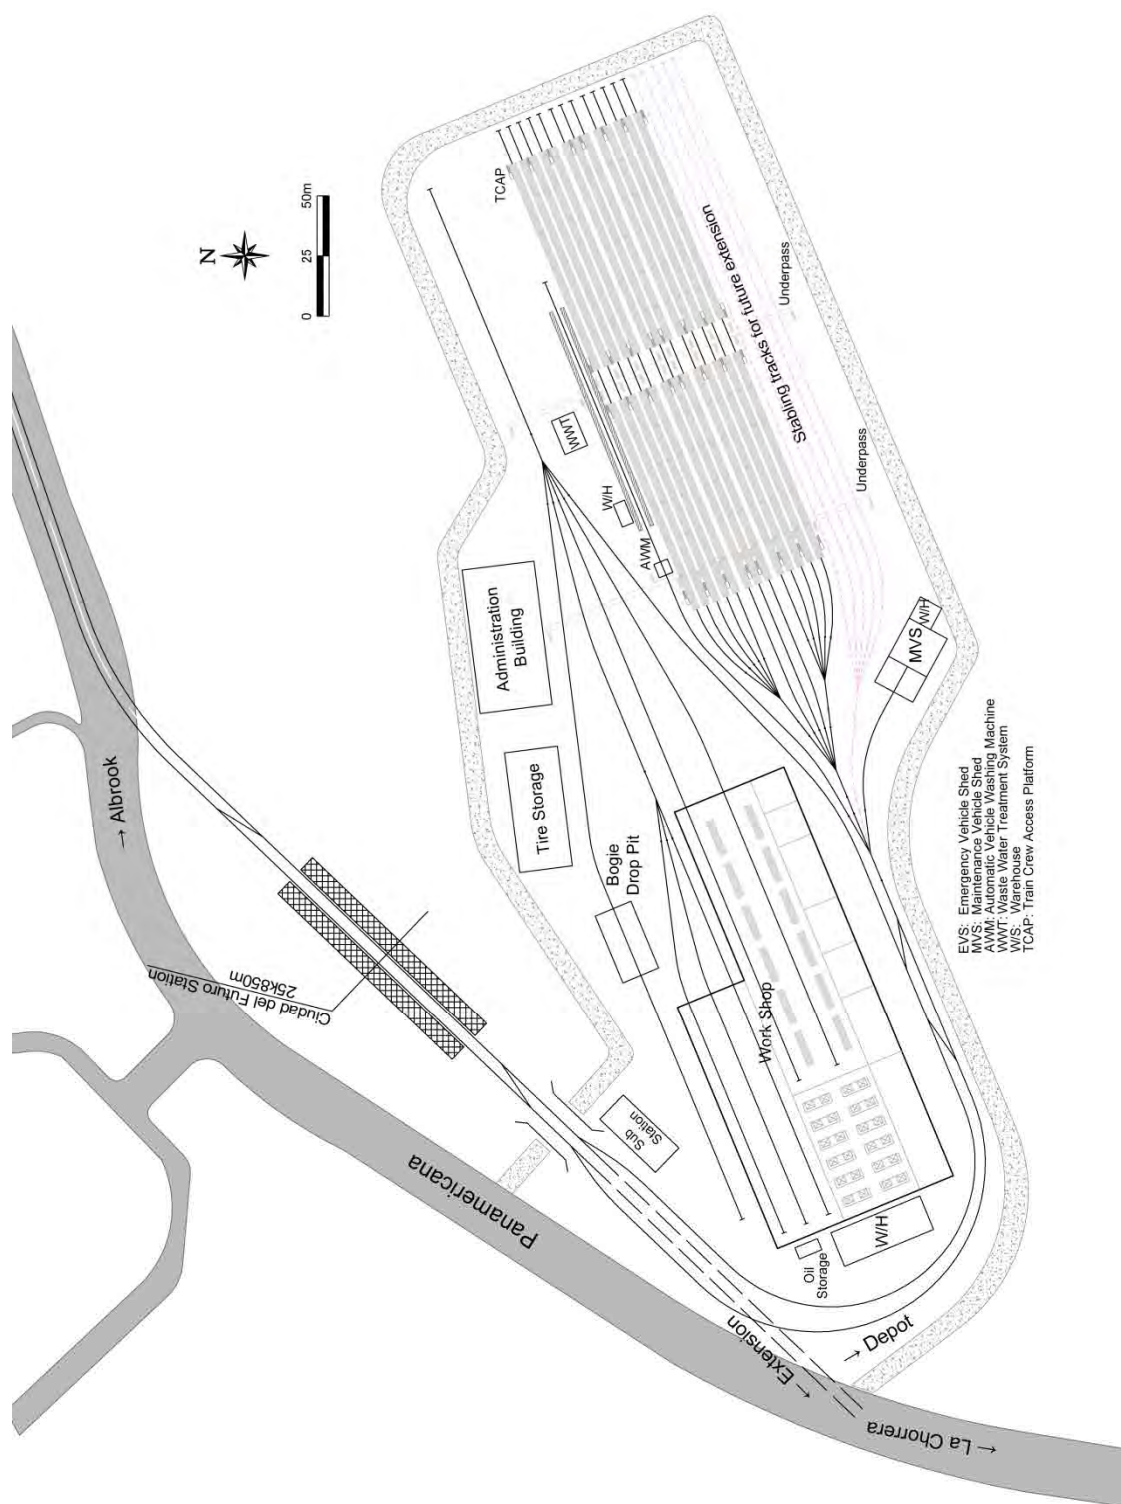 N
0 25 50m
→ Albrook
Ciudad del Futuro Station
25k850m
Panamericana
← Extension
→ Depot
← La Chorrera
TCAP
Stabling tracks for future extension
Underpass
Underpass
WWT
W/H
AWM
Administration
Building
Tire Storage
Bogie
Drop Pit
Work Shop
Sub
Station
Oil
Storage
W/H
MVS
W/H
EVS: Emergency Vehicle Shed
MVS: Maintenance Vehicle Shed
AWM: Automatic Vehicle Washing Machine
WWT: Waste Water Treatment System
W/S: Warehouse
TCAP: Train Crew Access Platform